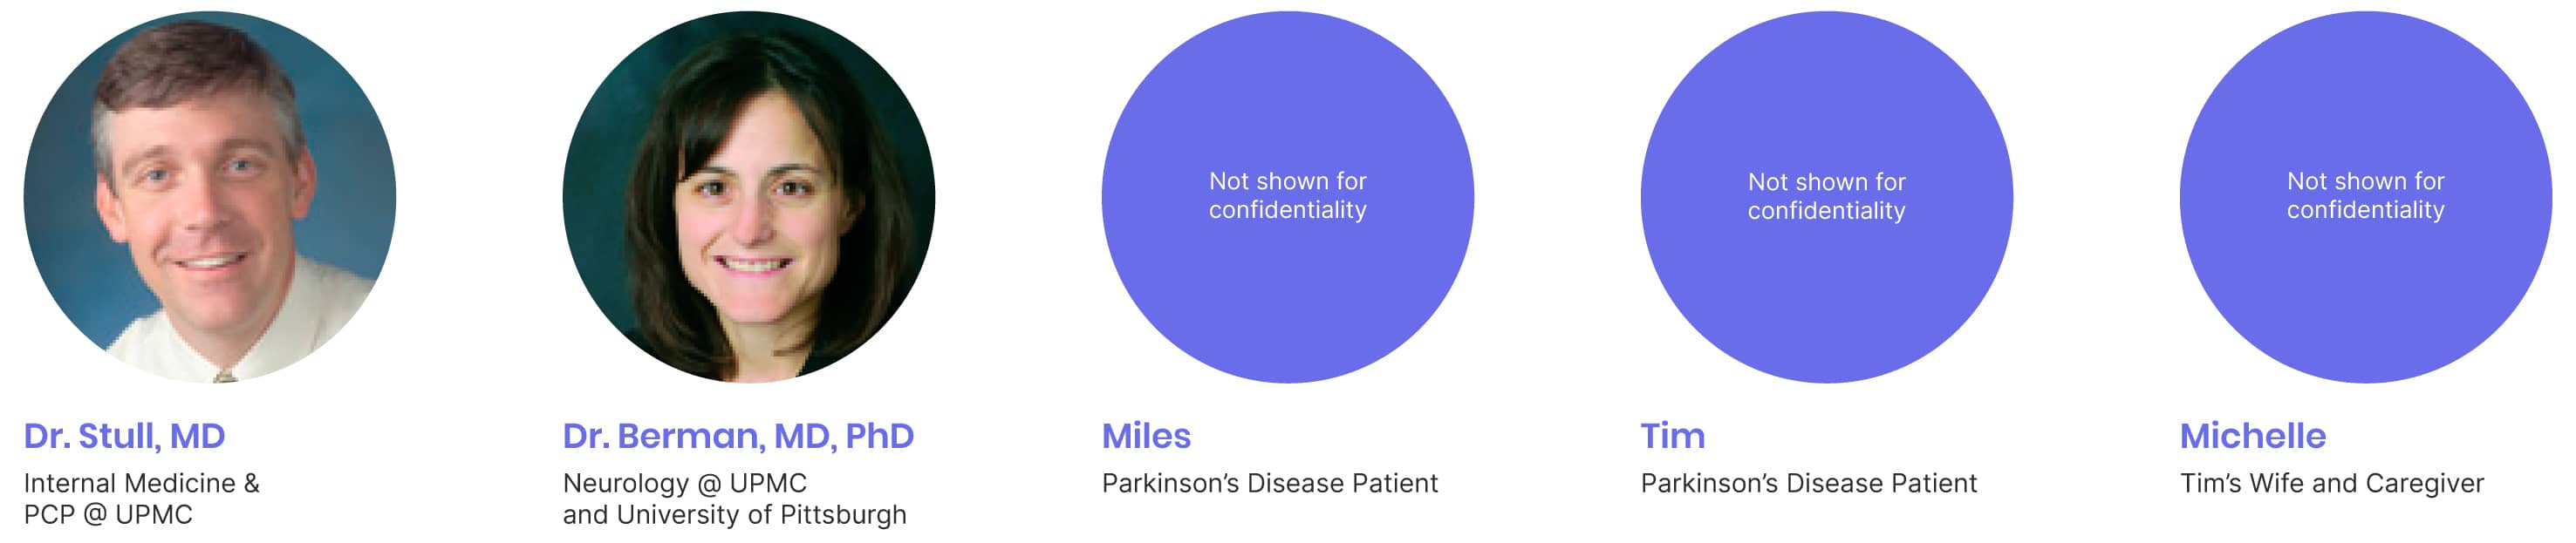 Not shown for
confidentiality
Not shown for
confidentiality
Not shown for
confidentiality
Dr. Stull, MD
Internal Medicine &
PCP @ UPMC
Dr. Berman, MD, PhD
Neurology @ UPMC
and University of Pittsburgh
Miles
Parkinson’s Disease Patient
Tim
Parkinson’s Disease Patient
Michelle
Tim’s Wife and Caregiver